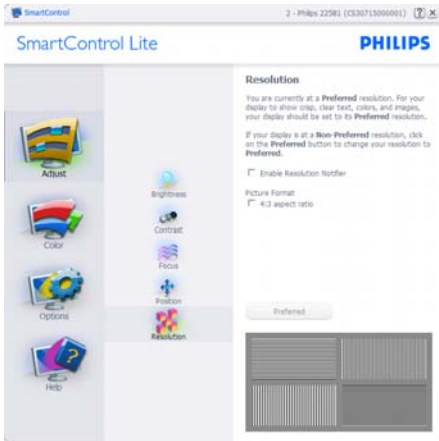 SmartControl
2 - Philips 225B1 (CS30715000001)
SmartControl Lite
PHILIPS
Adjust
Color
Options
Help
Brightness
Contrast
Focus
Position
Resolution
Resolution
You are currently at a Preferred resolution. For your
display to show crisp, clear text, colors, and images,
your display should be set to its Preferred resolution.
If your display is at a Non-Preferred resolution, click
on the Preferred button to change your resolution to
Preferred.
Enable Resolution Notifier
Picture Format
4:3 aspect ratio
Preferred